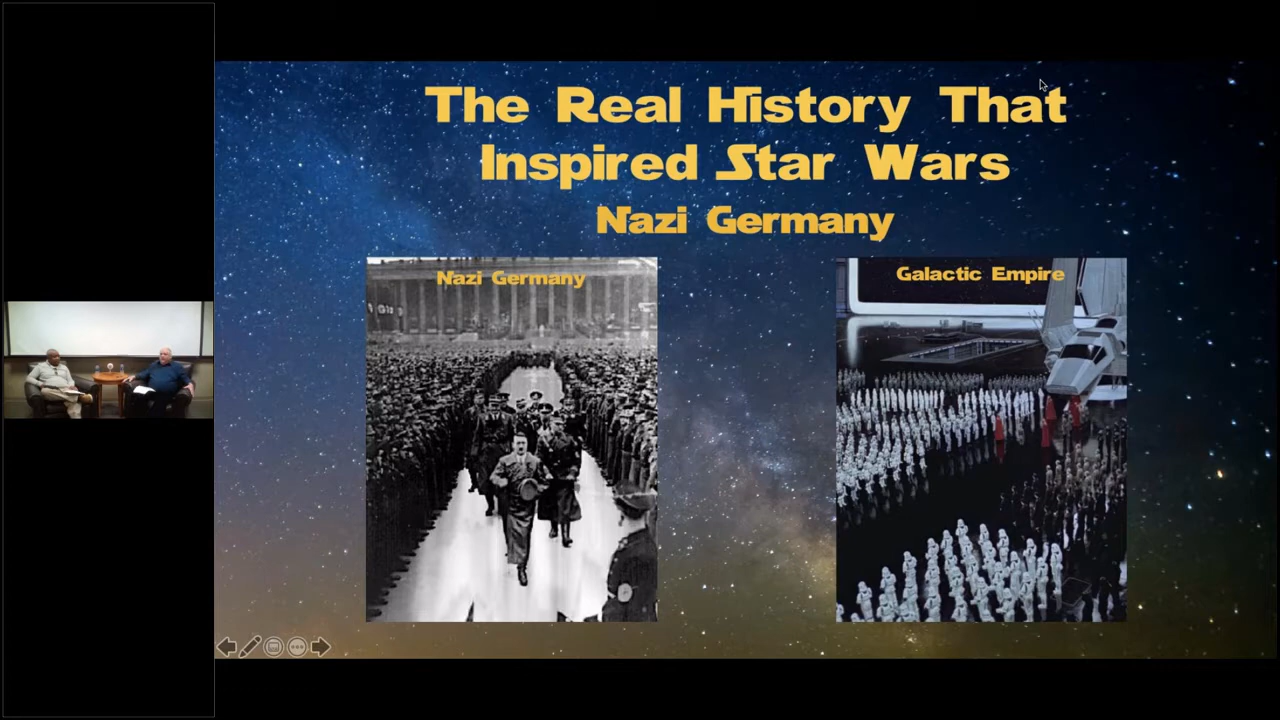 The Real History That
Inspired Star Wars
Nazi Germany
Nazi Germany
Galactic Empire